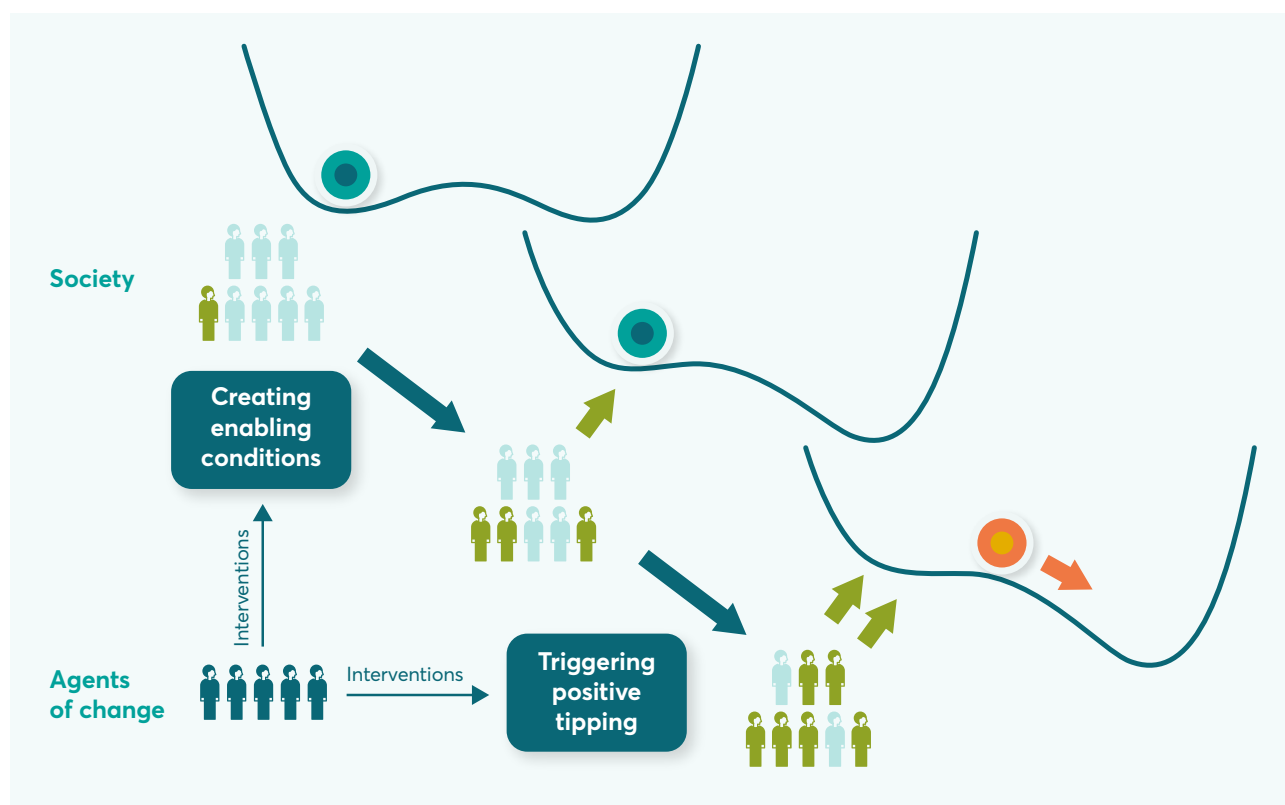 Society
Creating
enabling
conditions
Interventions
Agents
of change
Interventions
Triggering
positive
tipping